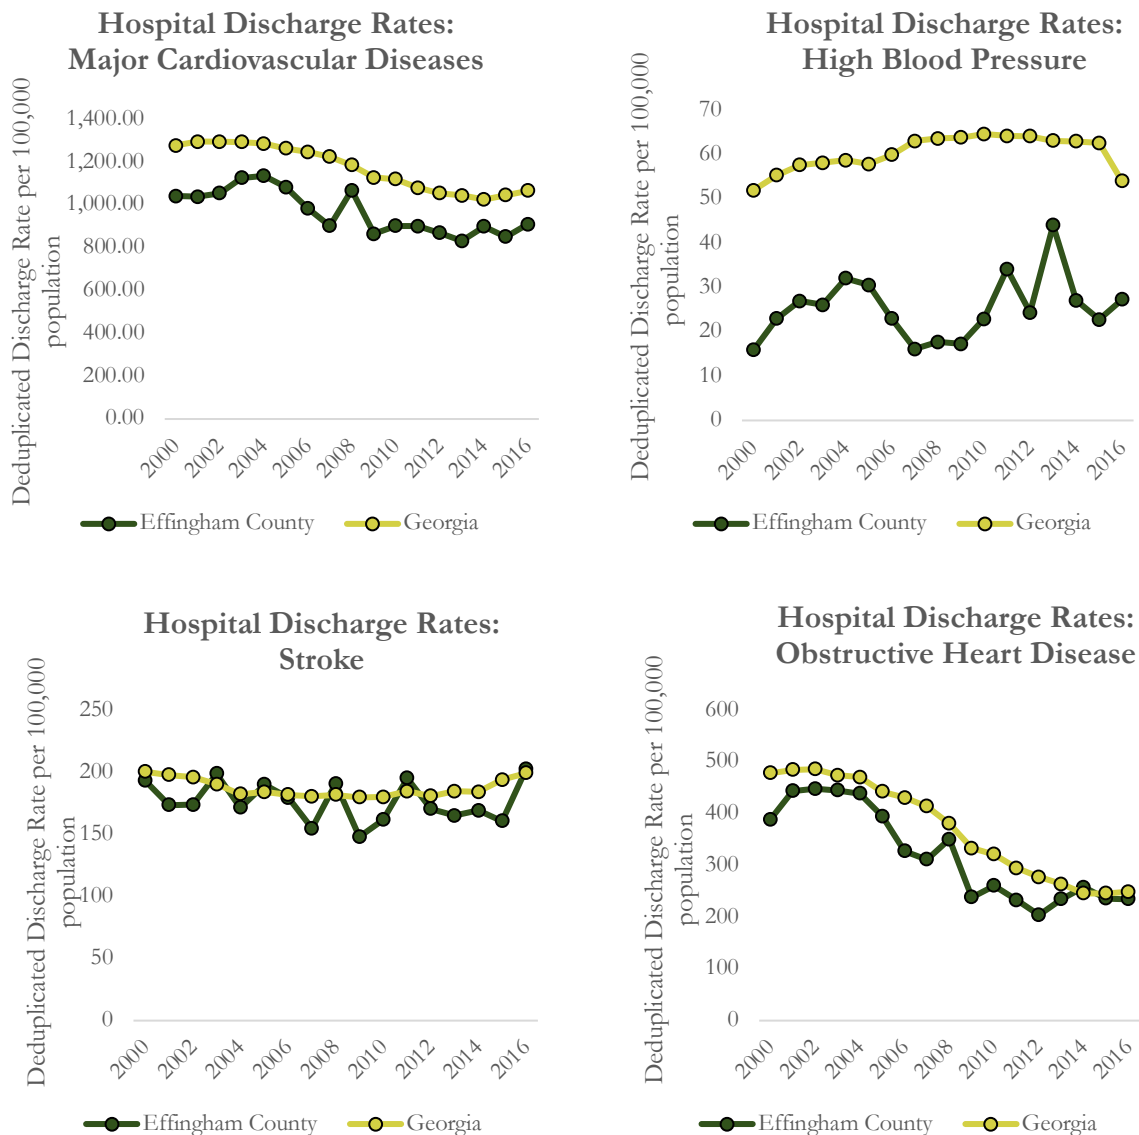 Hospital Discharge Rates:
Major Cardiovascular Diseases
Deduplicated Discharge Rate per 100,000
population
1,400.00
1,200.00
1,000.00
800.00
600.00
400.00
200.00
0.00
2000
2002
2004
2006
2008
2010
2012
2014
2016
Effingham County
Georgia
Hospital Discharge Rates:
High Blood Pressure
Deduplicated Discharge Rate per 100,000
population
70
60
50
40
30
20
10
0
2000
2002
2004
2006
2008
2010
2012
2014
2016
Effingham County
Georgia
Hospital Discharge Rates:
Stroke
Deduplicated Discharge Rate per 100,000
population
250
200
150
100
50
0
2000
2002
2004
2006
2008
2010
2012
2014
2016
Effingham County
Georgia
Hospital Discharge Rates:
Obstructive Heart Disease
Deduplicated Discharge Rate per 100,000
population
600
500
400
300
200
100
0
2000
2002
2004
2006
2008
2010
2012
2014
2016
Effingham County
Georgia